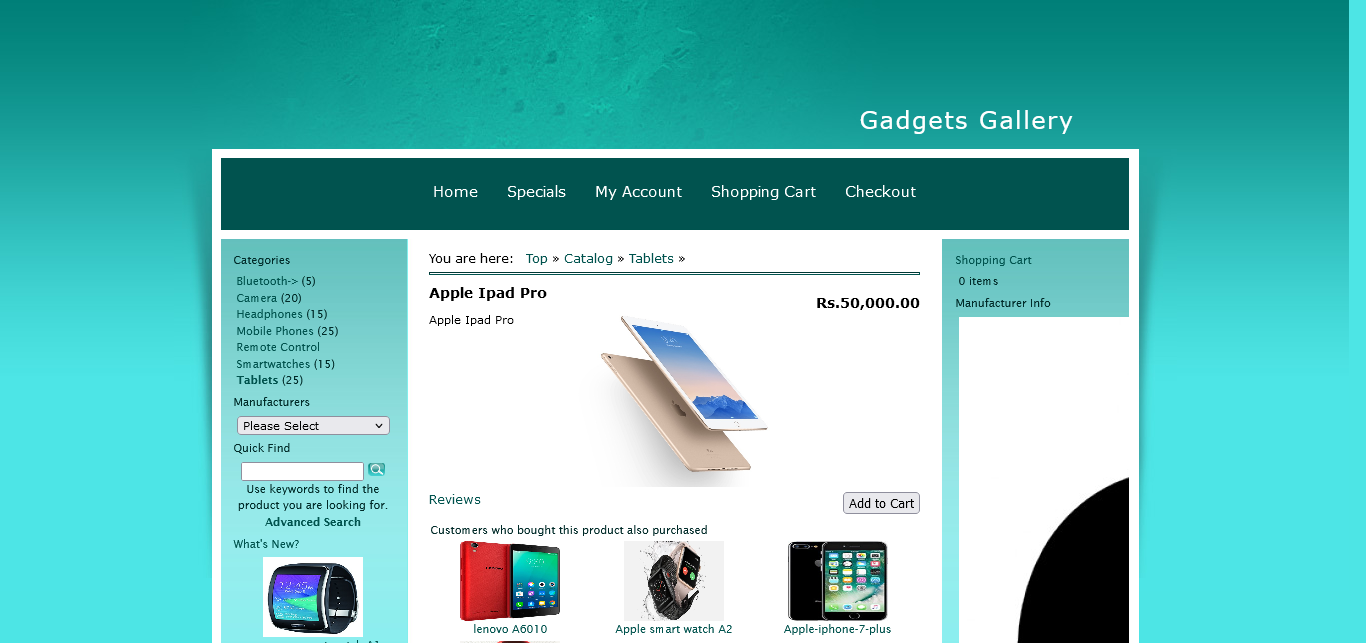 Gadgets Gallery
Home Specials My Account Shopping Cart Checkout
Categories
Bluetooth-> (5)
Camera (20)
Headphones (15)
Mobile Phones (25)
Remote Control
Smartwatches (15)
Tablets (25)
Manufacturers
Please Select
Quick Find
Use keywords to find the
product you are looking for.
Advanced Search
What's New?
You are here: Top » Catalog » Tablets »
Apple Ipad Pro
Rs.50,000.00
Apple Ipad Pro
Reviews
Add to Cart
Customers who bought this product also purchased
lenovo A6010
Apple smart watch A2
Apple-iphone-7-plus
Shopping Cart
0 items
Manufacturer Info